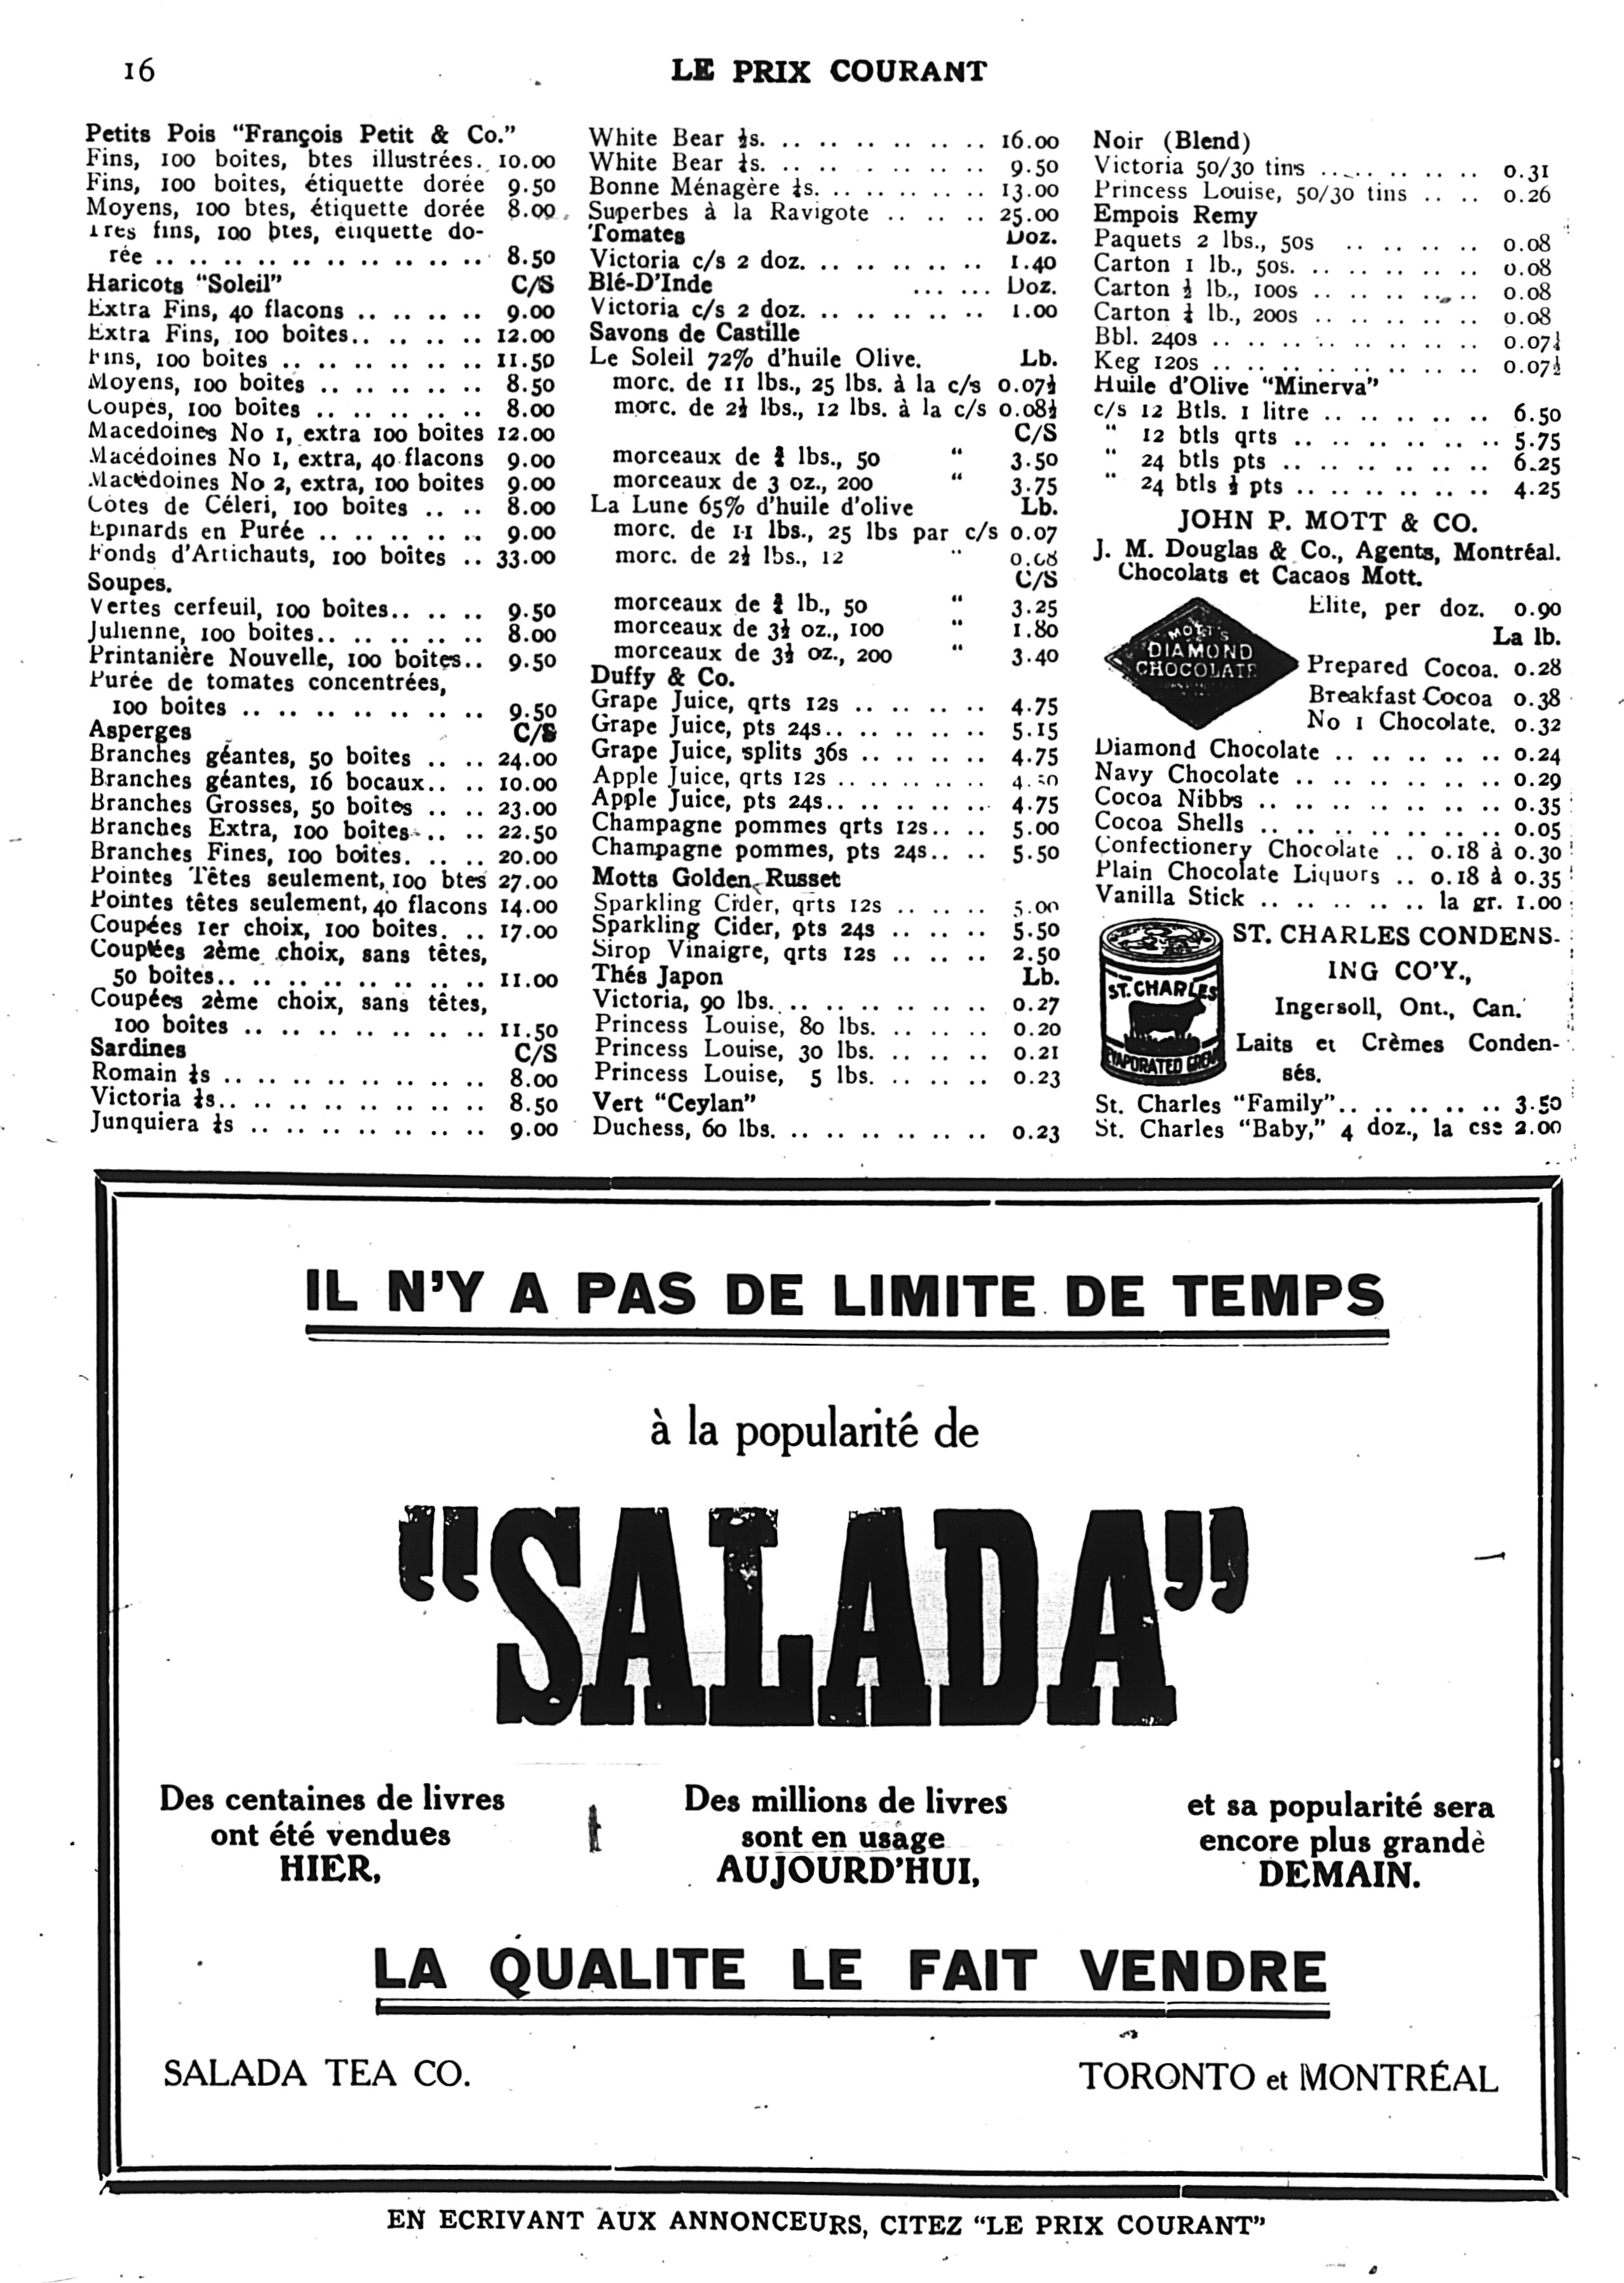 16
LE PRIX COURANT
Petits Pois “François Petit & Co.”
Fins, 100 boites, btes illustrées. 10.00
Fins, 100 boites, étiquette dorée 9.50
Moyens, 100 btes, étiquette dorée 8.00
Très fins, 100 btes, étiquette do-
rée .. .. .. .. .. .. .. .. .. .. .. 8.50
Haricots “Soleil” C/S
Extra Fins, 40 flacons .. .. .. .. 9.00
Extra Fins, 100 boîtes.. .. .. .. 12.00
Fins, 100 boites .. .. .. .. .. .. 11.50
Moyens, 100 boites .. .. .. .. .. 8.50
Coupés, 100 boîtes .. .. .. .. .. 8.00
Macedoines No 1, extra 100 boites 12.00
Macédoines No 1, extra, 40 flacons 9.00
Macédoines No 2, extra, 100 boîtes 9.00
Côtes de Céleri, 100 boites .. .. 8.00
Epinards en Purée .. .. .. .. .. 9.00
Fonds d'Artichauts, 100 boîtes .. 33.00
Soupes.
Vertes cerfeuil, 100 boîtes.. .. .. 9.50
Julienne, 100 boites.. .. .. .. .. 8.00
Printanière Nouvelle, 100 boîtes.. 9.50
Purée de tomates concentrées,
100 boites .. .. .. .. .. .. .. .. 9.50
Asperges C/S
Branches géantes, 50 boites .. .. 24.00
Branches géantes, 16 bocaux.. .. 10.00
Branches Grosses, 50 boîtes .. .. 23.00
Branches Extra, 100 boites .. .. 22.50
Branches Fines, 100 boîtes. .. .. 20.00
Pointes Têtes seulement, 100 btes 27.00
Pointes têtes seulement, 40 flacons 14.00
Coupées 1er choix, 100 boites. .. 17.00
Coupées 2ème choix, sans têtes,
50 boîtes.. .. .. .. .. .. .. .. .. 11.00
Coupées 2ème choix, sans têtes,
100 boîtes .. .. .. .. .. .. .. .. 11.50
Sardines C/S
Romain ¼s .. .. .. .. .. .. .. .. .. 8.00
Victoria ¼s.. .. .. .. .. .. .. .. .. 8.50
Junquiera ¼s .. .. .. .. .. .. .. .. 9.00
White Bear ½s. .. .. .. .. .. .. .. 16.00
White Bear ¼s. .. .. .. .. .. .. .. 9.50
Bonne Ménagère ¼s. .. .. .. .. .. 13.00
Superbes à la Ravigote .. .. .. 25.00
Tomates Doz.
Victoria c/s 2 doz. .. .. .. .. .. .. 1.40
Blé-D'Inde ... ... Doz.
Victoria c/s 2 doz. .. .. .. .. .. .. 1.00
Savons de Castille
Le Soleil 72% d'huile Olive. Lb.
morc. de 11 lbs., 25 lbs. à la c/s 0.07½
morc. de 2½ lbs., 12 lbs. à la c/s 0.08½
C/S
morceaux de ¾ lbs., 50 “ 3.50
morceaux de 3 oz., 200 “ 3.75
La Lune 65% d'huile d'olive Lb.
morc. de 11 lbs., 25 lbs par c/s 0.07
morc. de 2½ lbs., 12 “ 0.08
C/S
morceaux de ¾ lb., 50 “ 3.25
morceaux de 3½ oz., 100 “ 1.80
morceaux de 3½ oz., 200 “ 3.40
Duffy & Co.
Grape Juice, qrts 12s .. .. .. .. .. 4.75
Grape Juice, pts 24s.. .. .. .. .. 5.15
Grape Juice, splits 36s .. .. .. .. 4.75
Apple Juice, qrts 12s .. .. .. .. ..
Apple Juice, pts 24s.. .. .. .. .. 4.75
Champagne pommes qrts 12s.. .. 5.00
Champagne pommes, pts 24s.. .. 5.50
Motts Golden Russet
Sparkling Cider, qrts 12s .. .. .. 5.00
Sparkling Cider, pts 24s .. .. .. 5.50
Sirop Vinaigre, qrts 12s .. .. .. 2.50
Thés Japon Lb.
Victoria, 90 lbs. .. .. .. .. .. .. .. 0.27
Princess Louise, 80 lbs. .. .. .. 0.20
Princess Louise, 30 lbs. .. .. .. 0.21
Princess Louise, 5 lbs. .. .. .. 0.23
Vert “Ceylan”
Duchess, 60 lbs. .. .. .. .. .. .. 0.23
Noir (Blend)
Victoria 50/30 tins .. .. .. .. .. 0.31
Princess Louise, 50/30 tins .. .. 0.26
Empois Remy
Paquets 2 lbs., 50s .. .. .. .. .. 0.08
Carton 1 lb., 50s. .. .. .. .. .. .. 0.08
Carton ½ lb., 100s .. .. .. .. .. 0.08
Carton ¼ lb., 200s .. .. .. .. .. 0.08
Bbl. 240s .. .. .. .. .. .. .. .. .. 0.07½
Keg 120s .. .. .. .. .. .. .. .. .. 0.07½
Huile d'Olive “Minerva”
c/s 12 Btls. 1 litre .. .. .. .. .. 6.50
“ 12 btls qrts .. .. .. .. .. .. .. 5.75
“ 24 btls pts .. .. .. .. .. .. .. 6.25
“ 24 btls ½ pts .. .. .. .. .. .. 4.25
JOHN P. MOTT & CO.
J. M. Douglas & Co., Agents, Montréal.
Chocolats et Cacaos Mott.
MOTT'S
DIAMOND
CHOCOLATE
Elite, per doz. 0.90
La lb.
Prepared Cocoa. 0.28
Breakfast Cocoa 0.38
No 1 Chocolate. 0.32
Diamond Chocolate .. .. .. .. .. 0.24
Navy Chocolate .. .. .. .. .. .. 0.29
Cocoa Nibbs .. .. .. .. .. .. .. .. 0.35
Cocoa Shells .. .. .. .. .. .. .. .. 0.05
Confectionery Chocolate .. 0.18 à 0.30
Plain Chocolate Liquors .. 0.18 à 0.35
Vanilla Stick .. .. .. .. .. .. la gr. 1.00
ST. CHARLES
EVAPORATED CREAM
ST. CHARLES CONDENS-
ING CO'Y.,
Ingersoll, Ont., Can.
Laits et Crèmes Conden-
sés.
St. Charles “Family”.. .. .. .. .. 3.50
St. Charles “Baby,” 4 doz., la cse 2.00
IL N'Y A PAS DE LIMITE DE TEMPS
à la popularité de
“SALADA”
Des centaines de livres
ont été vendues
HIER,
Des millions de livres
sont en usage
AUJOURD'HUI,
et sa popularité sera
encore plus grande
DEMAIN.
LA QUALITE LE FAIT VENDRE
SALADA TEA CO.
TORONTO et MONTRÉAL
EN ECRIVANT AUX ANNONCEURS, CITEZ “LE PRIX COURANT”